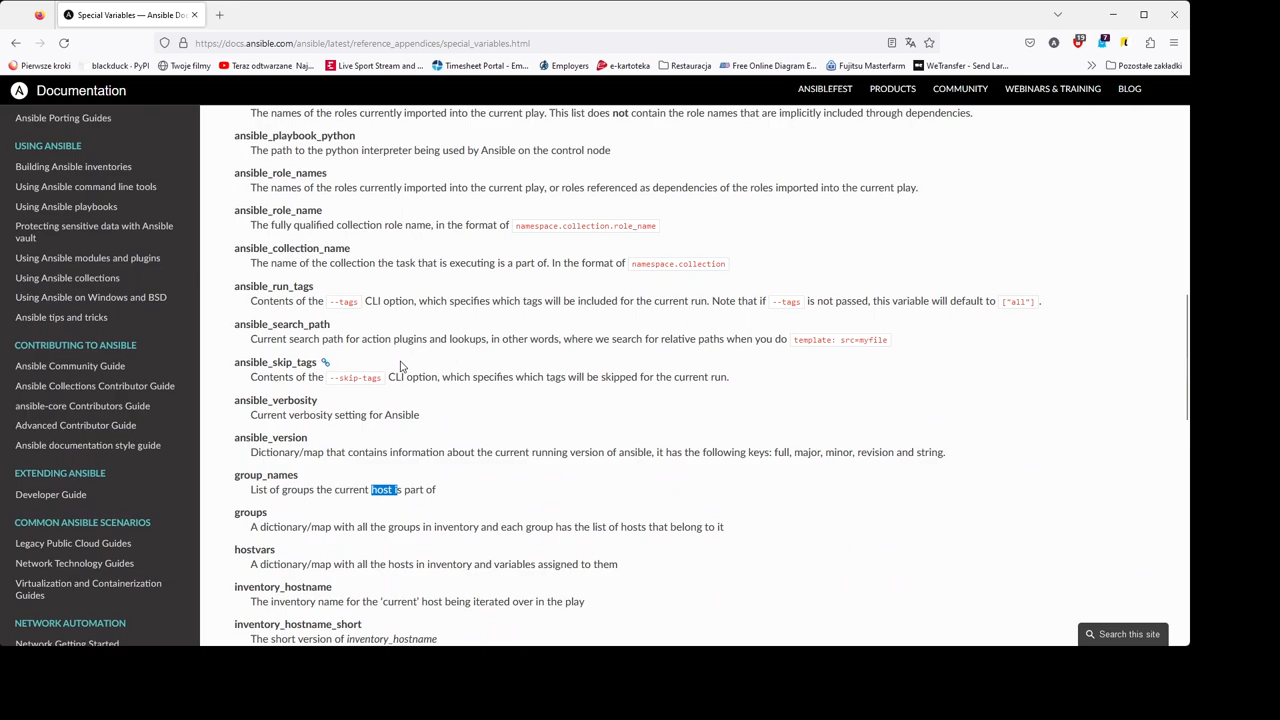 Special Variables — Ansible Do
https://docs.ansible.com/ansible/latest/reference_appendices/special_variables.html
Pierwsze kroki
blackduck · PyPI
Twoje filmy
Teraz odtwarzane Naj...
Live Sport Stream and ...
Timesheet Portal - Em...
Employers
e-kartoteka
Restauracja
Free Online Diagram E...
Fujitsu Masterfarm
WeTransfer - Send Lar...
Pozostałe zakładki
Documentation
ANSIBLEFEST
PRODUCTS
COMMUNITY
WEBINARS & TRAINING
BLOG
Ansible Porting Guides
USING ANSIBLE
Building Ansible inventories
Using Ansible command line tools
Using Ansible playbooks
Protecting sensitive data with Ansible
vault
Using Ansible modules and plugins
Using Ansible collections
Using Ansible on Windows and BSD
Ansible tips and tricks
CONTRIBUTING TO ANSIBLE
Ansible Community Guide
Ansible Collections Contributor Guide
ansible-core Contributors Guide
Advanced Contributor Guide
Ansible documentation style guide
EXTENDING ANSIBLE
Developer Guide
COMMON ANSIBLE SCENARIOS
Legacy Public Cloud Guides
Network Technology Guides
Virtualization and Containerization
Guides
NETWORK AUTOMATION
Network Getting Started
The names of the roles currently imported into the current play. This list does not contain the role names that are implicitly included through dependencies.
ansible_playbook_python
The path to the python interpreter being used by Ansible on the control node
ansible_role_names
The names of the roles currently imported into the current play, or roles referenced as dependencies of the roles imported into the current play.
ansible_role_name
The fully qualified collection role name, in the format of namespace.collection.role_name
ansible_collection_name
The name of the collection the task that is executing is a part of. In the format of namespace.collection
ansible_run_tags
Contents of the --tags CLI option, which specifies which tags will be included for the current run. Note that if --tags is not passed, this variable will default to ["all"].
ansible_search_path
Current search path for action plugins and lookups, in other words, where we search for relative paths when you do template: src=myfile
ansible_skip_tags
Contents of the --skip-tags CLI option, which specifies which tags will be skipped for the current run.
ansible_verbosity
Current verbosity setting for Ansible
ansible_version
Dictionary/map that contains information about the current running version of ansible, it has the following keys: full, major, minor, revision and string.
group_names
List of groups the current host is part of
groups
A dictionary/map with all the groups in inventory and each group has the list of hosts that belong to it
hostvars
A dictionary/map with all the hosts in inventory and variables assigned to them
inventory_hostname
The inventory name for the ‘current’ host being iterated over in the play
inventory_hostname_short
The short version of inventory_hostname
Search this site